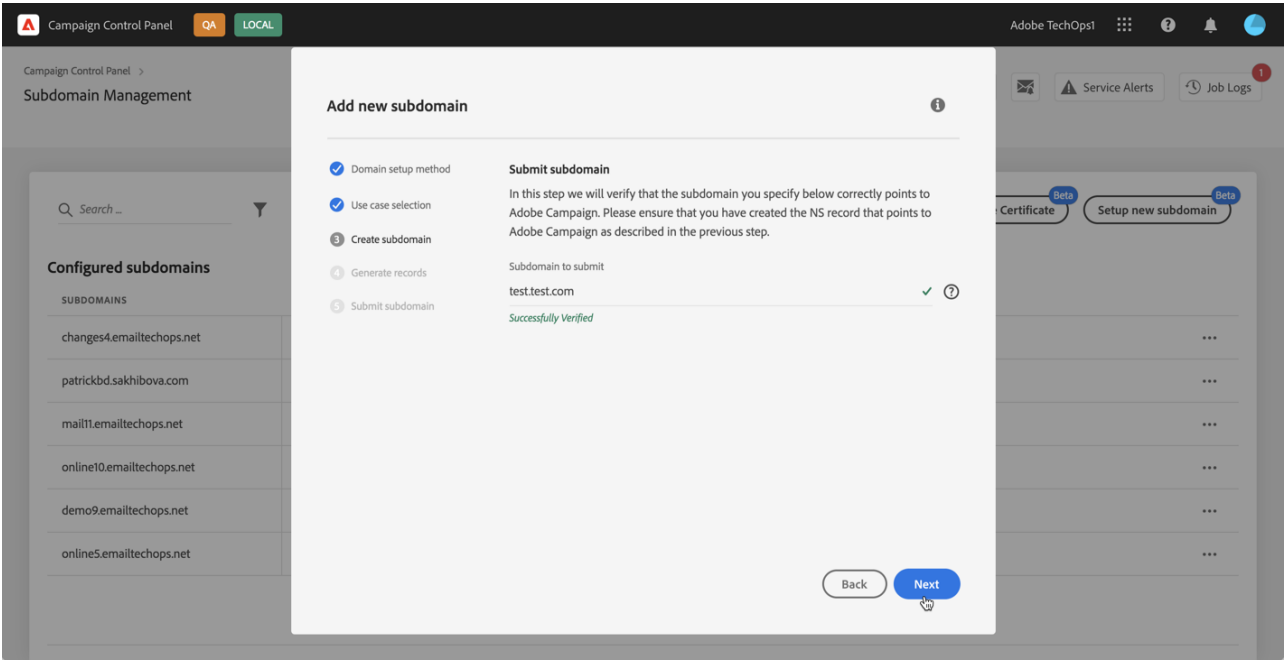 Campaign Control Panel QA LOCAL Adobe TechOps1
Campaign Control Panel >
Subdomain Management
Service Alerts
Job Logs
1
Add new subdomain
Domain setup method
Use case selection
3 Create subdomain
4 Generate records
5 Submit subdomain
Submit subdomain
In this step we will verify that the subdomain you specify below correctly points to
Adobe Campaign. Please ensure that you have created the NS record that points to
Adobe Campaign as described in the previous step.
Subdomain to submit
test.test.com
Successfully Verified
Back
Next
Search ...
Certificate
Beta
Setup new subdomain
Beta
Configured subdomains
SUBDOMAINS
changes4.emailtechops.net
patrickbd.sakhibova.com
mail11.emailtechops.net
online10.emailtechops.net
demo9.emailtechops.net
online5.emailtechops.net